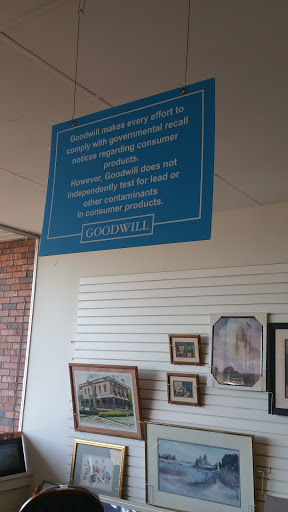 Goodwill makes every effort to
comply with governmental recall
notices regarding consumer
products.
However, Goodwill does not
independently test for lead or
other contaminants
in consumer products.
GOODWILL